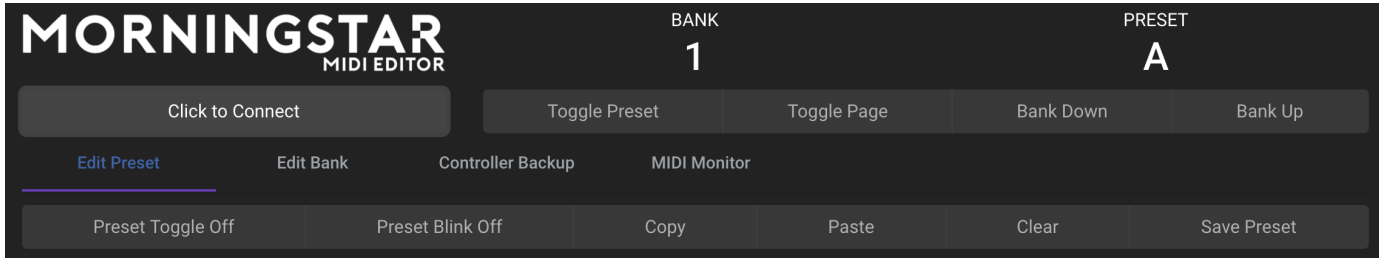 MORNINGSTAR
MIDI EDITOR
BANK
1
PRESET
A
Click to Connect
Toggle Preset
Toggle Page
Bank Down
Bank Up
Edit Preset
Edit Bank
Controller Backup
MIDI Monitor
Preset Toggle Off
Preset Blink Off
Copy
Paste
Clear
Save Preset